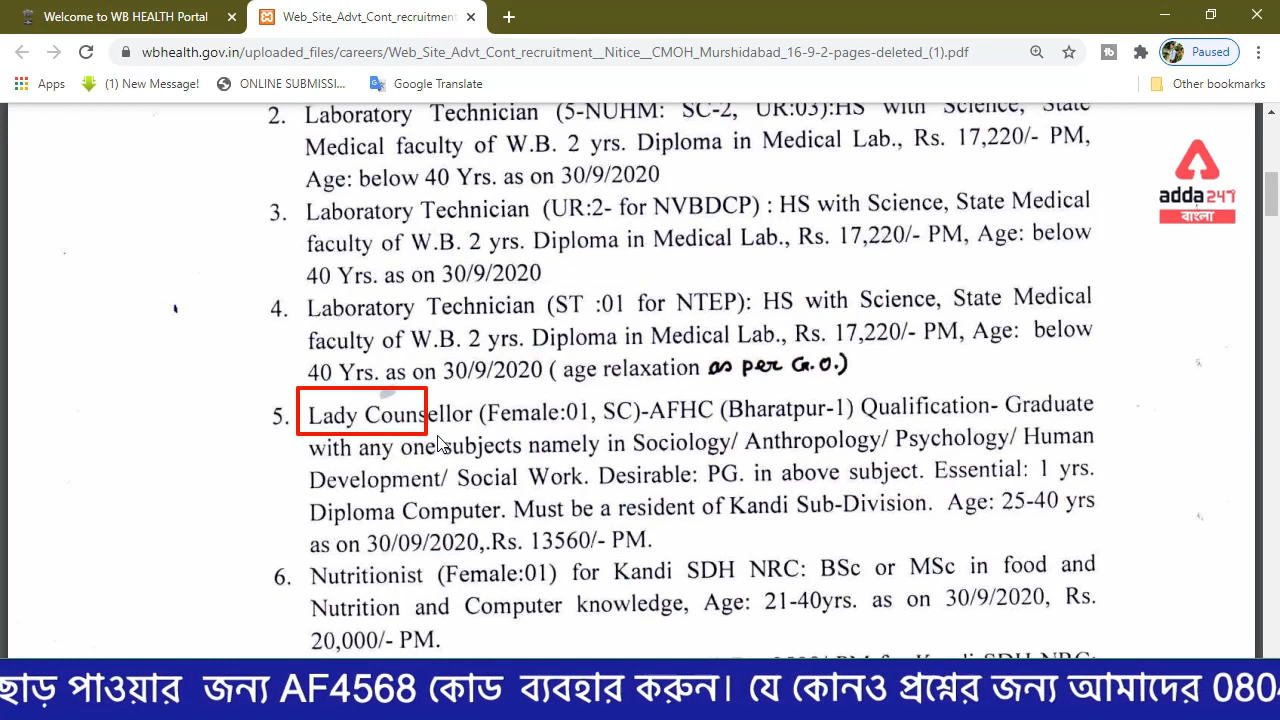 Welcome to WB HEALTH Portal
Web_Site_Advt_Cont_recruitment
wbhealth.gov.in/uploaded_files/careers/Web_Site_Advt_Cont_recruitment__Nitice__CMOH_Murshidabad_16-9-2-pages-deleted_(1).pdf
Paused
Apps
(1) New Message!
ONLINE SUBMISSI...
Google Translate
Other bookmarks
2. Laboratory Technician (5-NUHM: SC-2, UR:03):HS with Science, State
Medical faculty of W.B. 2 yrs. Diploma in Medical Lab., Rs. 17,220/- PM,
Age: below 40 Yrs. as on 30/9/2020
3. Laboratory Technician (UR:2- for NVBDCP) : HS with Science, State Medical
faculty of W.B. 2 yrs. Diploma in Medical Lab., Rs. 17,220/- PM, Age: below
40 Yrs. as on 30/9/2020
4. Laboratory Technician (ST :01 for NTEP): HS with Science, State Medical
faculty of W.B. 2 yrs. Diploma in Medical Lab., Rs. 17,220/- PM, Age: below
40 Yrs. as on 30/9/2020 ( age relaxation as per G.O.)
5. Lady Counsellor (Female:01, SC)-AFHC (Bharatpur-1) Qualification- Graduate
with any one subjects namely in Sociology/ Anthropology/ Psychology/ Human
Development/ Social Work. Desirable: PG. in above subject. Essential: 1 yrs.
Diploma Computer. Must be a resident of Kandi Sub-Division. Age: 25-40 yrs
as on 30/09/2020,.Rs. 13560/- PM.
6. Nutritionist (Female:01) for Kandi SDH NRC: BSc or MSc in food and
Nutrition and Computer knowledge, Age: 21-40yrs. as on 30/9/2020, Rs.
20,000/- PM.
adda247
বাংলা
ছাড় পাওয়ার জন্য AF4568 কোড ব্যবহার করুন। যে কোনও প্রশ্নের জন্য আমাদের 080